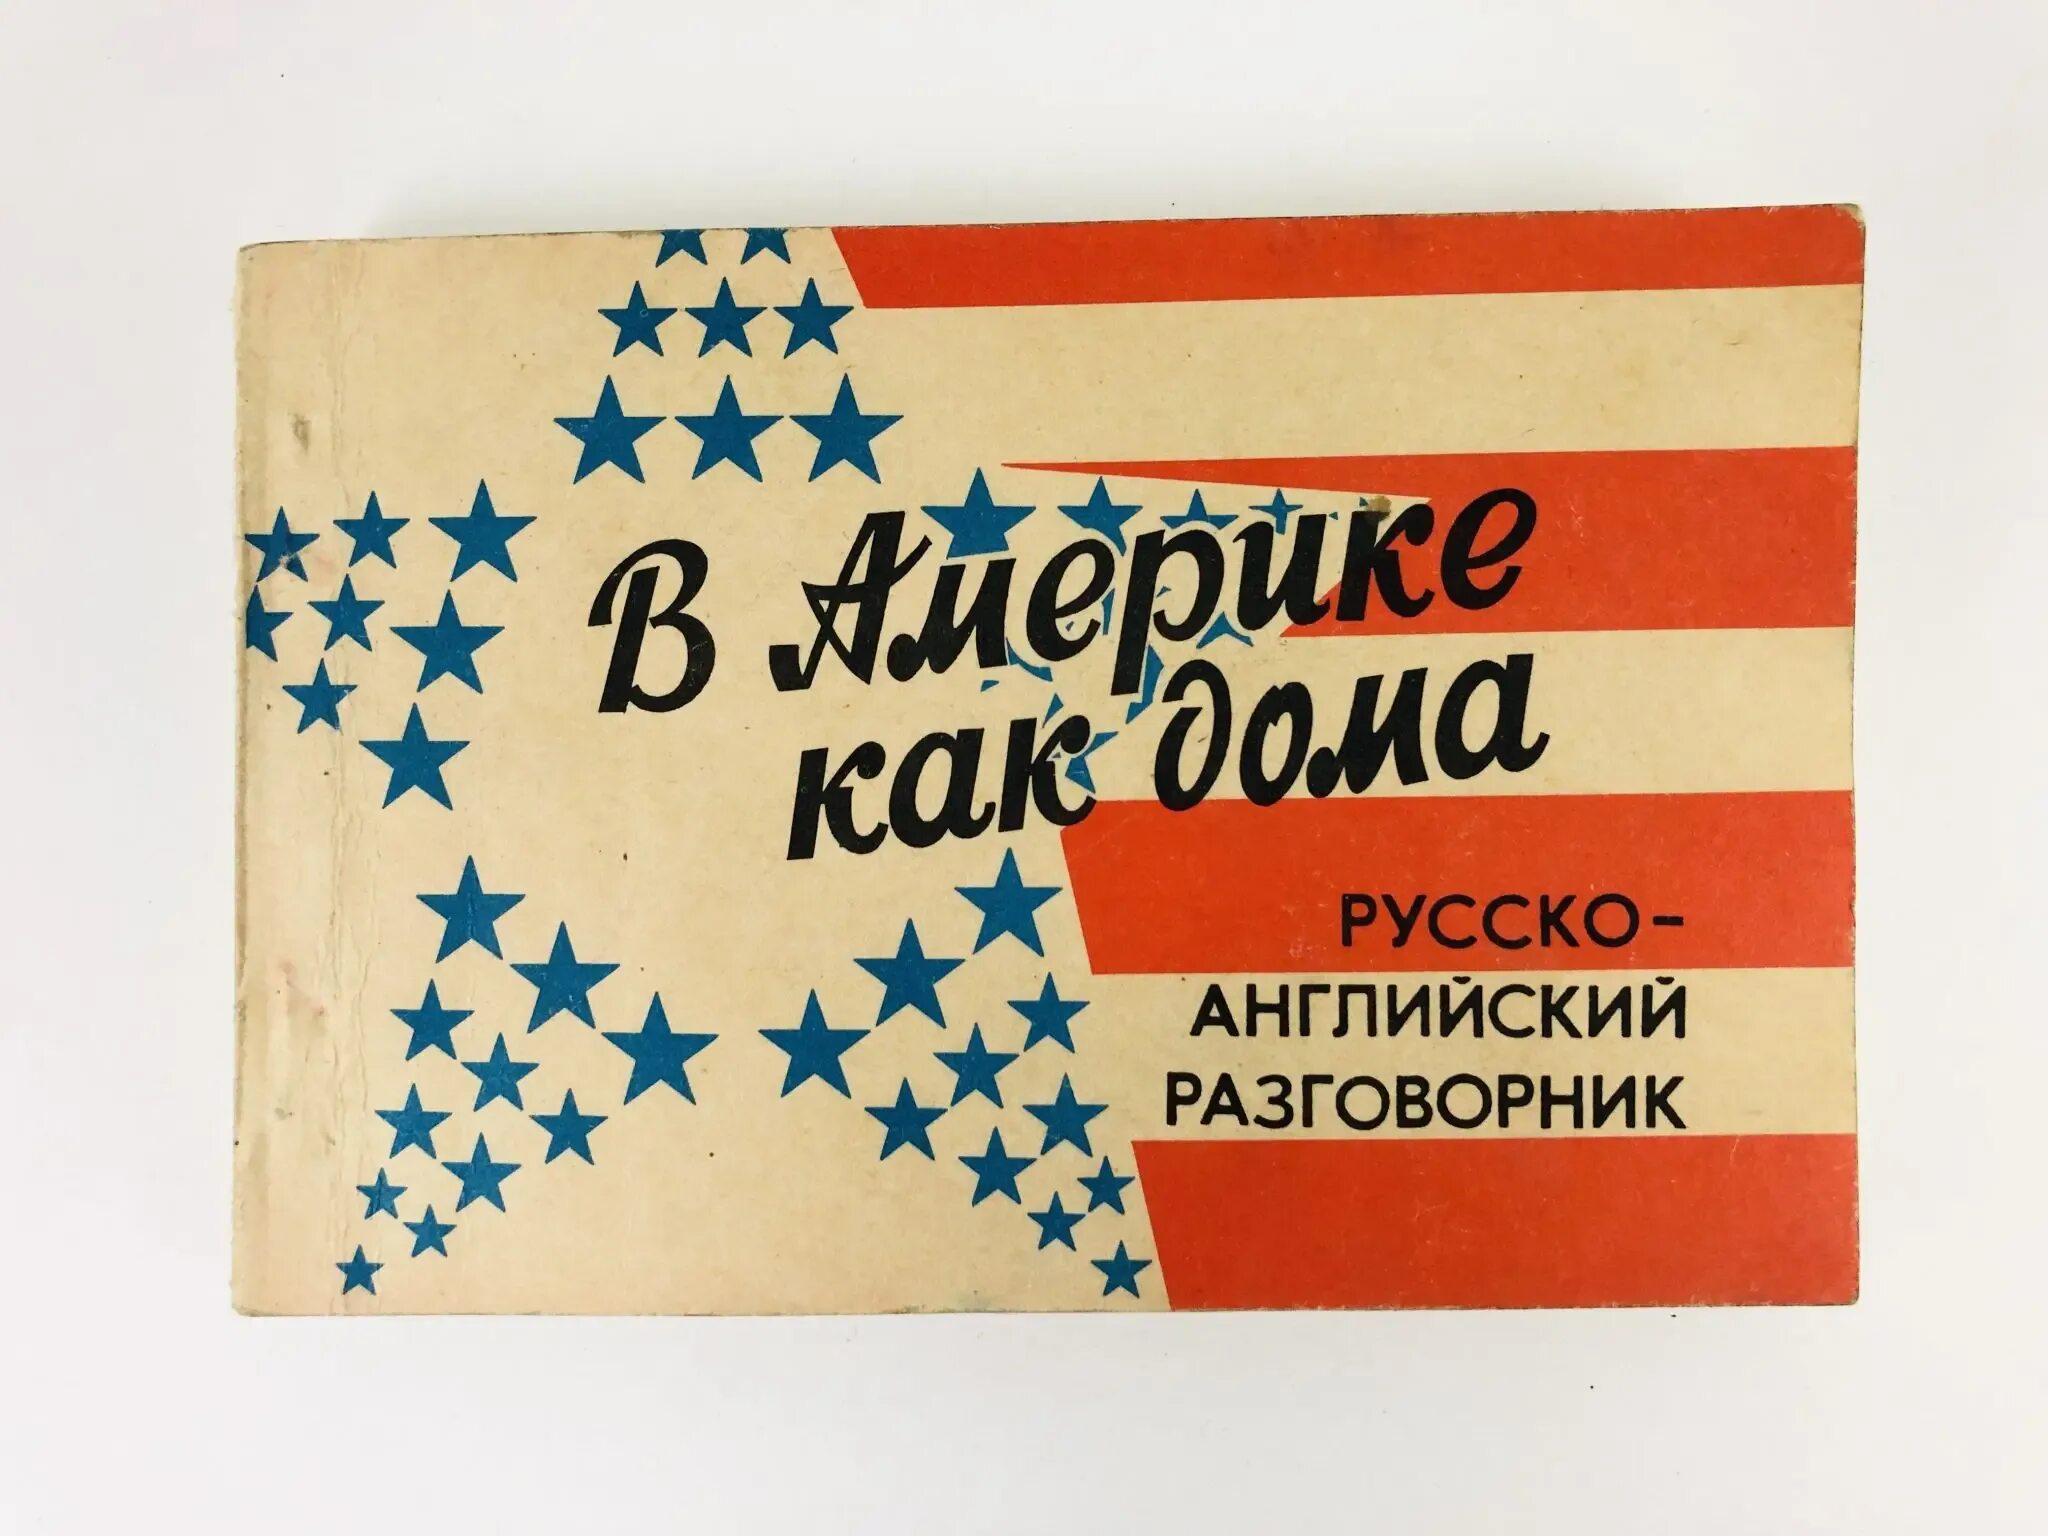 В Америке
как дома
РУССКО-
АНГЛИЙСКИЙ
РАЗГОВОРНИК